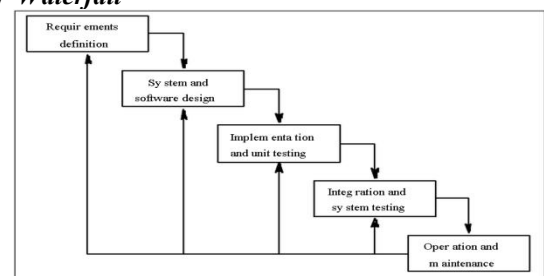 Waterfall
Requir ements
definition
Sy stem and
software design
Implem enta tion
and unit testing
Integ ration and
sy stem testing
Oper ation and
m aintenance